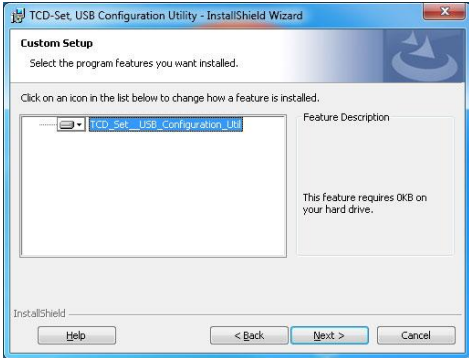 TCD-Set, USB Configuration Utility - InstallShield Wizard
Custom Setup
Select the program features you want installed.
Click on an icon in the list below to change how a feature is installed.
TCD_Set__USB_Configuration_Util
Feature Description
This feature requires 0KB on
your hard drive.
InstallShield
Help
< Back
Next >
Cancel